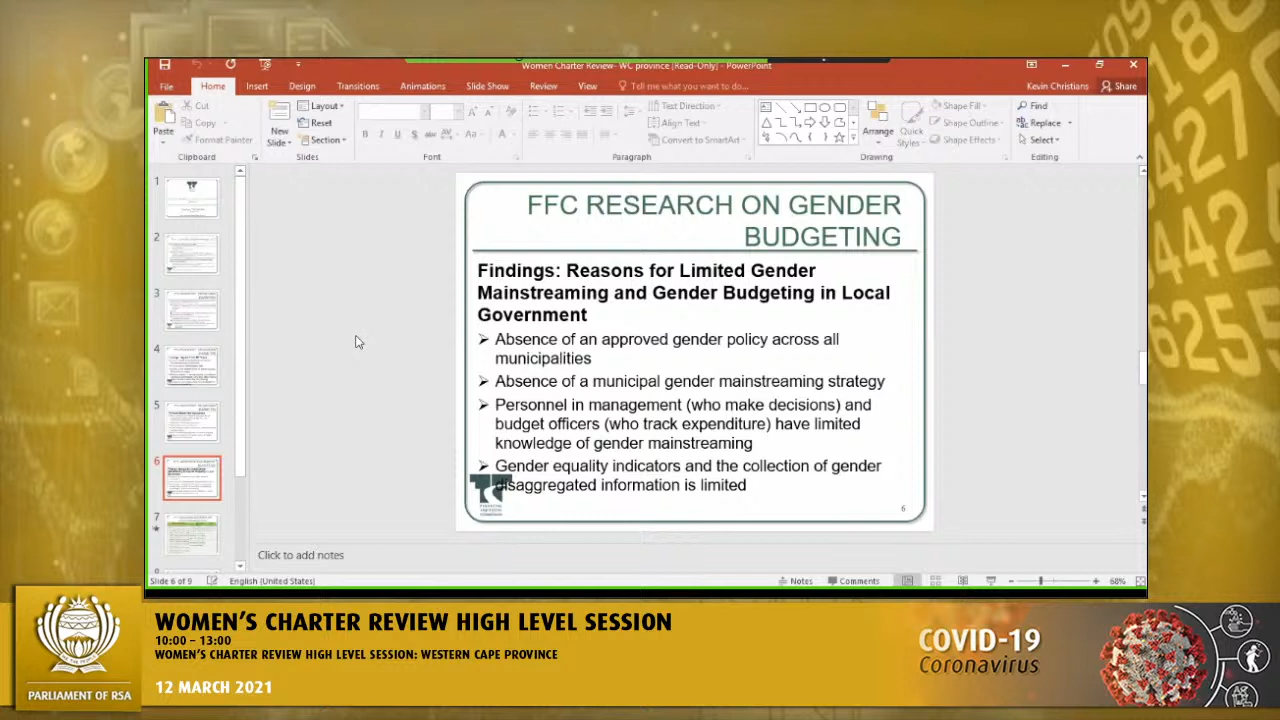 Women Charter Review- WC province [Read-Only] - PowerPoint
File
Home
Insert
Design
Transitions
Animations
Slide Show
Review
View
Tell me what you want to do...
Kevin Christians
Share
Paste
Cut
Copy
Format Painter
Clipboard
New
Slide
Layout
Reset
Section
Slides
Font
Text Direction
Align Text
Convert to SmartArt
Paragraph
Arrange
Quick
Styles
Shape Fill
Shape Outline
Shape Effects
Drawing
Find
Replace
Select
Editing
1
2
3
4
5
6
7
FFC RESEARCH ON GENDER
BUDGETING
Findings: Reasons for Limited Gender
Mainstreaming and Gender Budgeting in Local
Government
Absence of an approved gender policy across all
municipalities
Absence of a municipal gender mainstreaming strategy
Personnel in management (who make decisions) and
budget officers (who track expenditure) have limited
knowledge of gender mainstreaming
Gender equality indicators and the collection of gender
disaggregated information is limited
6
Click to add notes
Slide 6 of 9
English (United States)
Notes
Comments
68%
WOMEN'S CHARTER REVIEW HIGH LEVEL SESSION
10:00 – 13:00
WOMEN'S CHARTER REVIEW HIGH LEVEL SESSION: WESTERN CAPE PROVINCE
12 MARCH 2021
PARLIAMENT OF RSA
COVID-19
Coronavirus